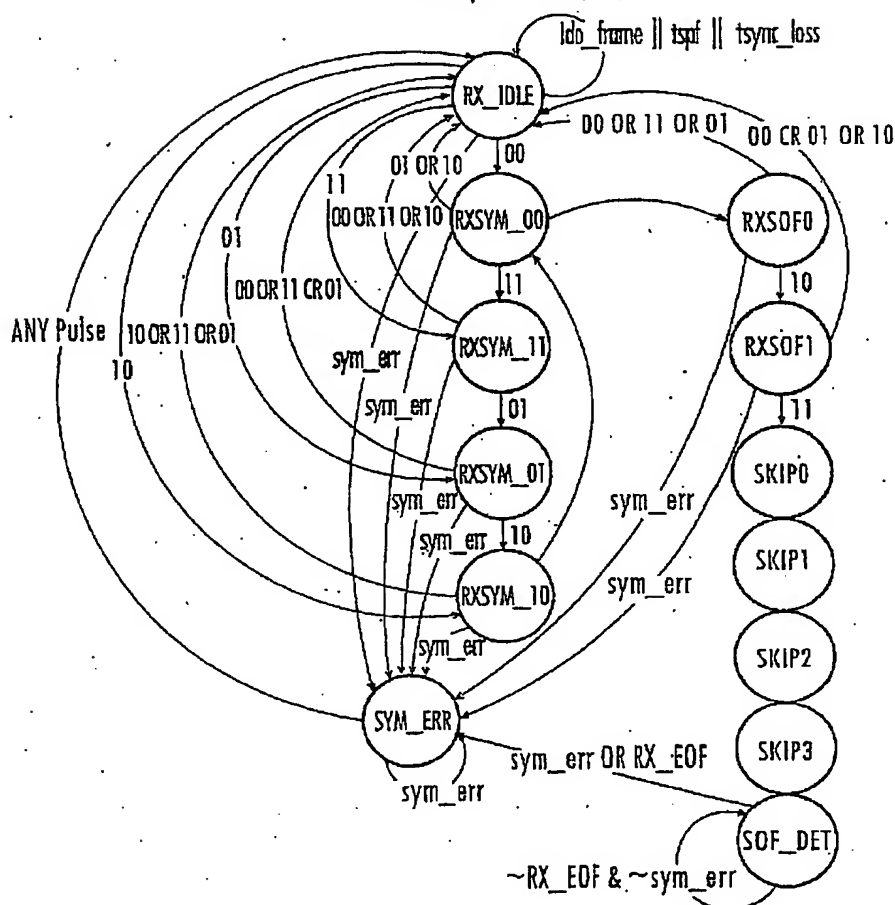 ldo_frame || tspf || tsync_loss
RX_IDLE
00 OR 11 OR 01
00 CR 01 OR 10
00
01 OR 10
11
00 OR 11 OR 10
RXSYM_00
RXSOF0
01
11
10
00 OR 11 CR 01
ANY Pulse
10 OR 11 OR 01
10
RXSYM_11
RXSOF1
sym_err
01
11
sym_err
RXSYM_01
SKIP0
sym_err
sym_err
sym_err
10
SKIP1
RXSYM_10
sym_err
sym_err
SKIP2
SYM_ERR
SKIP3
sym_err OR RX_EOF
sym_err
SOF_DET
~RX_EOF & ~sym_err